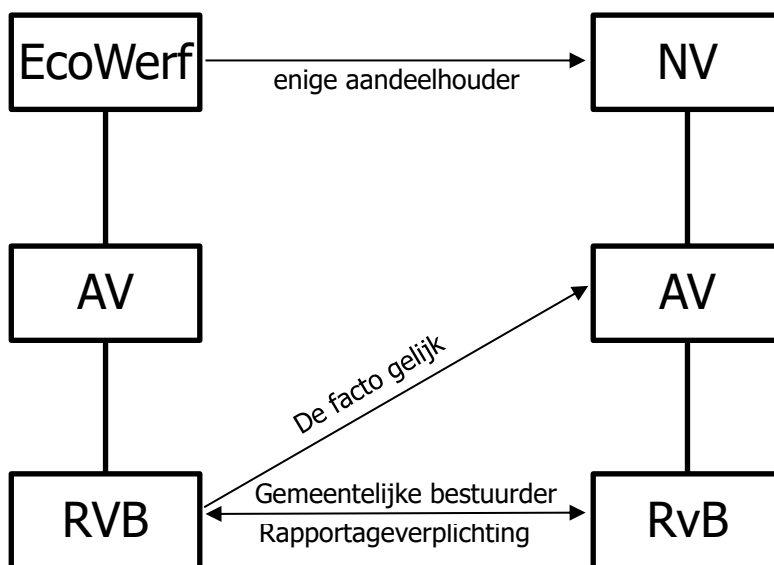 EcoWerf
enige aandeelhouder
NV
AV
AV
De facto gelijk
RVB
Gemeentelijke bestuurder
Rapportageverplichting
RvB